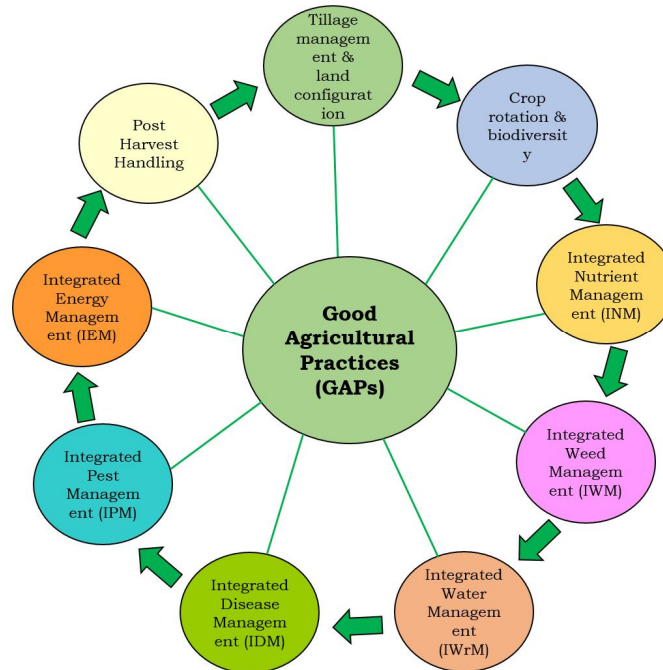 Tillage
managem
ent &
land
configurat
ion
Crop
rotation &
biodiversit
y
Integrated
Nutrient
Managem
ent (INM)
Integrated
Weed
Managem
ent (IWM)
Integrated
Water
Managem
ent
(IWrM)
Integrated
Disease
Managem
ent (IDM)
Integrated
Pest
Managem
ent (IPM)
Integrated
Energy
Managem
ent (IEM)
Post
Harvest
Handling
Good
Agricultural
Practices
(GAPs)